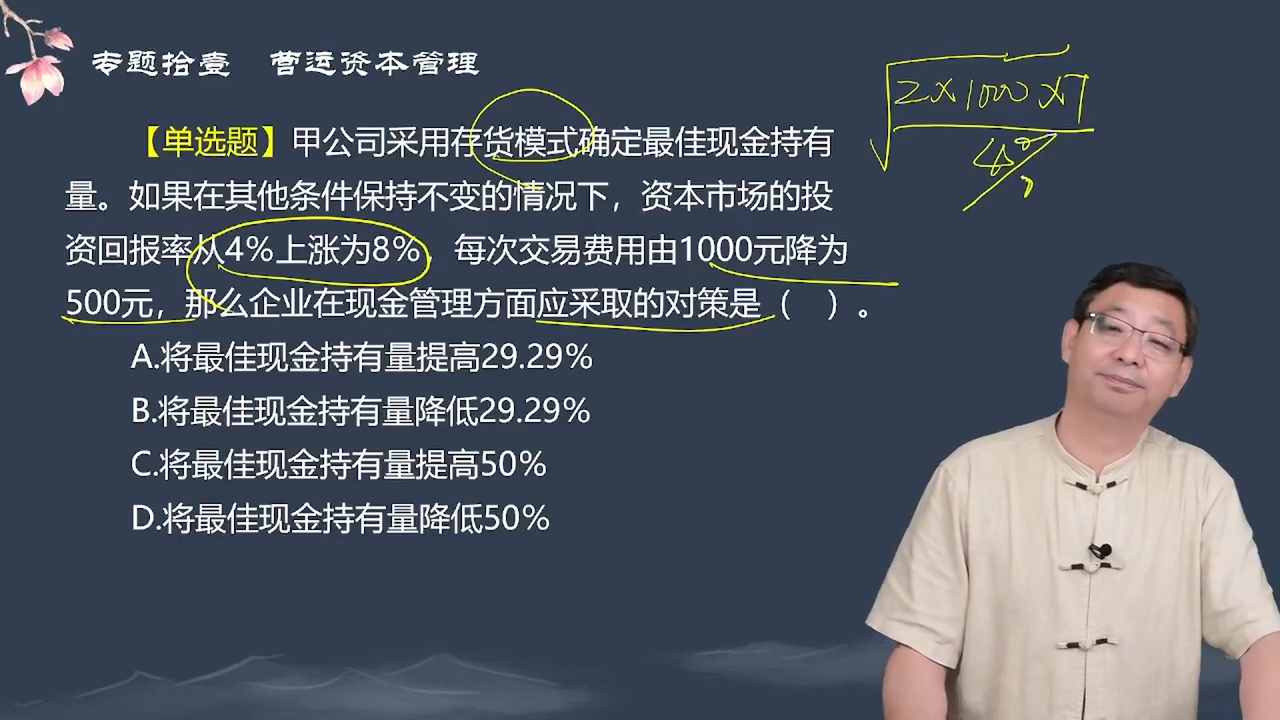 专题拾壹 营运资本管理
【单选题】甲公司采用存货模式确定最佳现金持有
量。如果在其他条件保持不变的情况下，资本市场的投
资回报率从4%上涨为8%，每次交易费用由1000元降为
500元，那么企业在现金管理方面应采取的对策是（ ）。
A.将最佳现金持有量提高29.29%
B.将最佳现金持有量降低29.29%
C.将最佳现金持有量提高50%
D.将最佳现金持有量降低50%
2×1000×T
4%